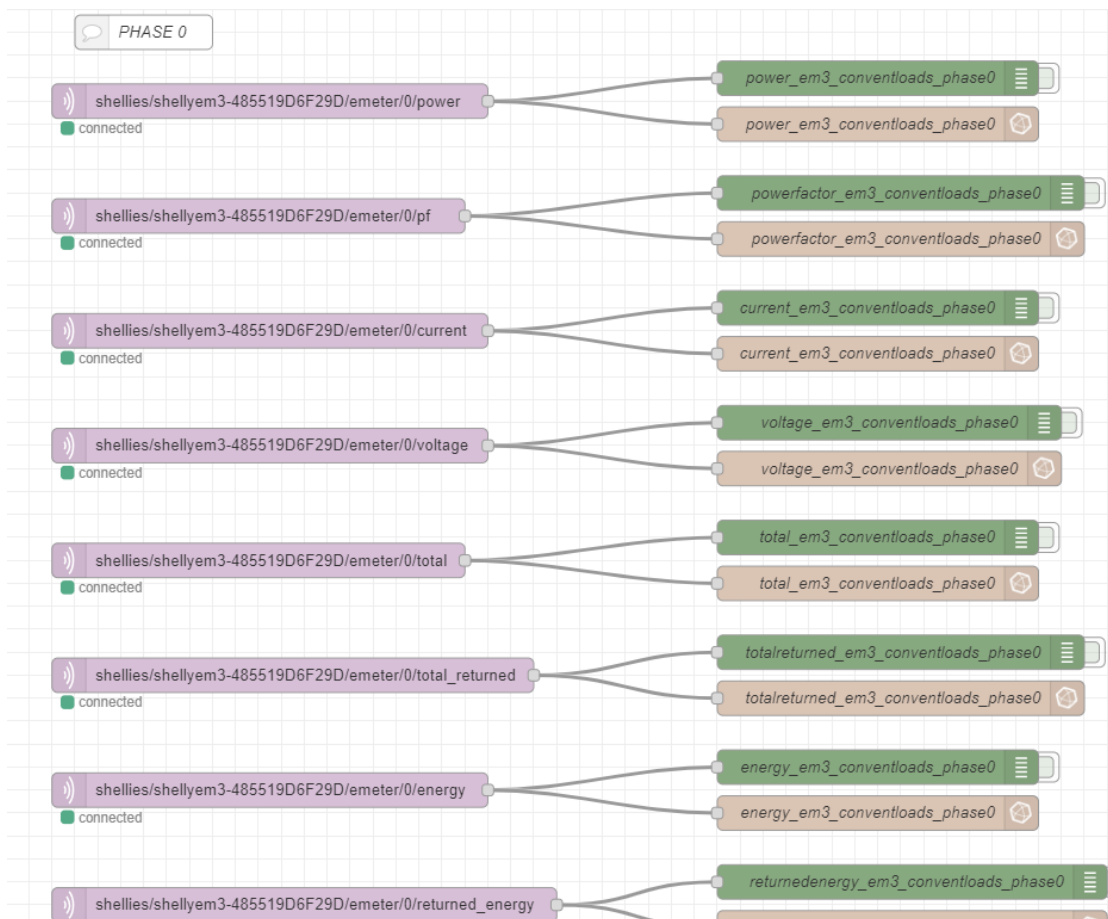 PHASE 0
shellies/shellyem3-485519D6F29D/emeter/0/power
connected
power_em3_conventloads_phase0
power_em3_conventloads_phase0
shellies/shellyem3-485519D6F29D/emeter/0/pf
connected
powerfactor_em3_conventloads_phase0
powerfactor_em3_conventloads_phase0
shellies/shellyem3-485519D6F29D/emeter/0/current
connected
current_em3_conventloads_phase0
current_em3_conventloads_phase0
shellies/shellyem3-485519D6F29D/emeter/0/voltage
connected
voltage_em3_conventloads_phase0
voltage_em3_conventloads_phase0
shellies/shellyem3-485519D6F29D/emeter/0/total
connected
total_em3_conventloads_phase0
total_em3_conventloads_phase0
shellies/shellyem3-485519D6F29D/emeter/0/total_returned
connected
totalreturned_em3_conventloads_phase0
totalreturned_em3_conventloads_phase0
shellies/shellyem3-485519D6F29D/emeter/0/energy
connected
energy_em3_conventloads_phase0
energy_em3_conventloads_phase0
shellies/shellyem3-485519D6F29D/emeter/0/returned_energy
returnedenergy_em3_conventloads_phase0